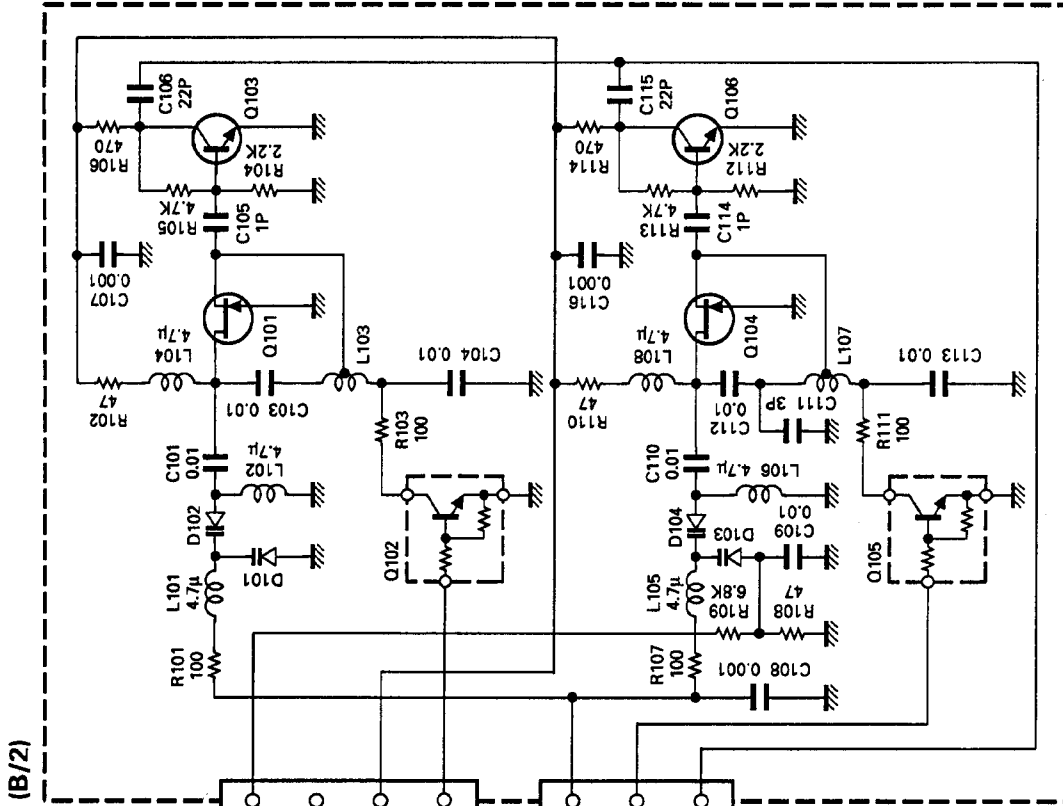 (B/2)
C106
22P
Q103
R106
470
R104
2.2K
R105
4.7K
C105
1P
C107
0.001
Q101
L104
4.7μ
L103
R102
47
C103 0.01
C104 0.01
C101
0.01
L102
4.7μ
R103
100
D102
D101
Q102
L101
4.7μ
R101
100
C115
22P
Q106
R114
470
R112
2.2K
R113
4.7K
C114
1P
C116
0.001
Q104
L108
4.7μ
L107
R110
47
C112
0.01
C111
3P
C113 0.01
C110
0.01
L106 4.7μ
R111
100
D104
D103
C109
0.01
Q105
L105
4.7μ
R109
6.8K
R108
47
R107
100
C108 0.001